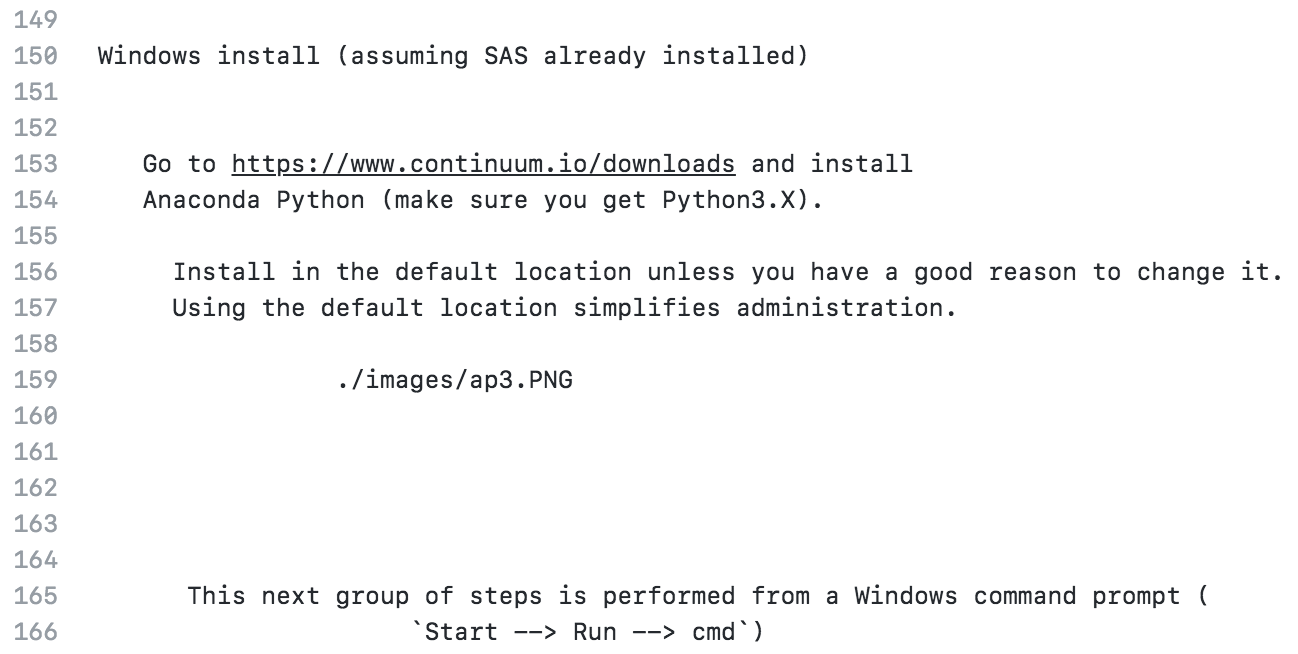 149
150 Windows install (assuming SAS already installed)
151
152
153 Go to https://www.continuum.io/downloads and install
154 Anaconda Python (make sure you get Python3.X).
155
156 Install in the default location unless you have a good reason to change it.
157 Using the default location simplifies administration.
158
159 ./images/ap3.PNG
160
161
162
163
164
165 This next group of steps is performed from a Windows command prompt (
166 `Start --> Run --> cmd`)